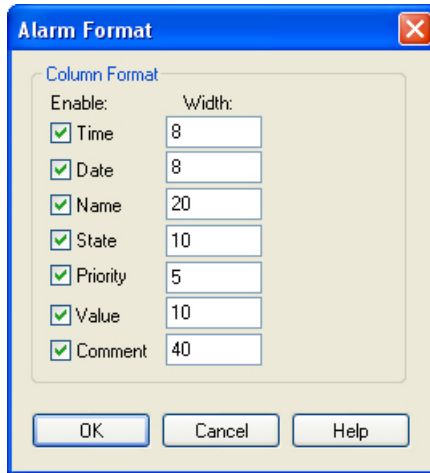 Alarm Format
Column Format
Enable: Width:
Time 8
Date 8
Name 20
State 10
Priority 5
Value 10
Comment 40
OK Cancel Help